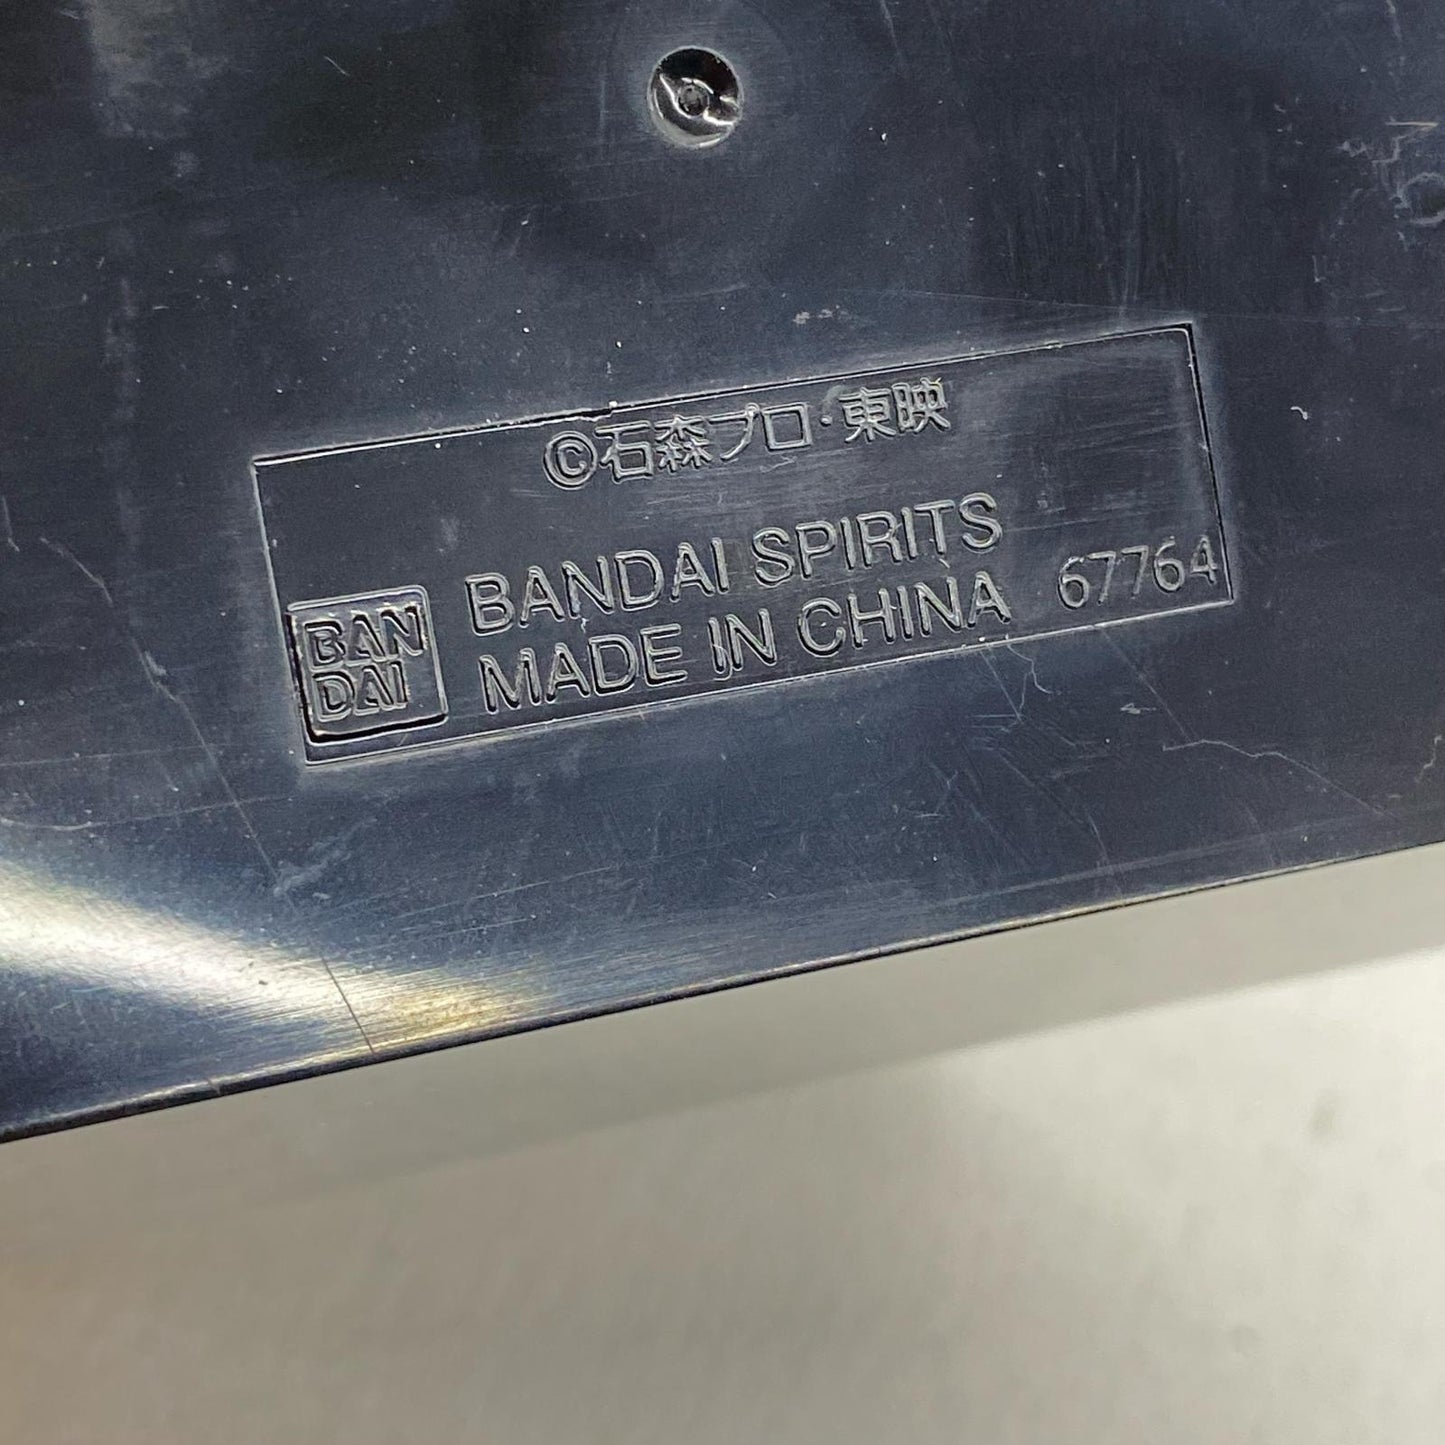 ©石森プロ・東映
BANDAI SPIRITS
MADE IN CHINA 67764
BAN
DAI